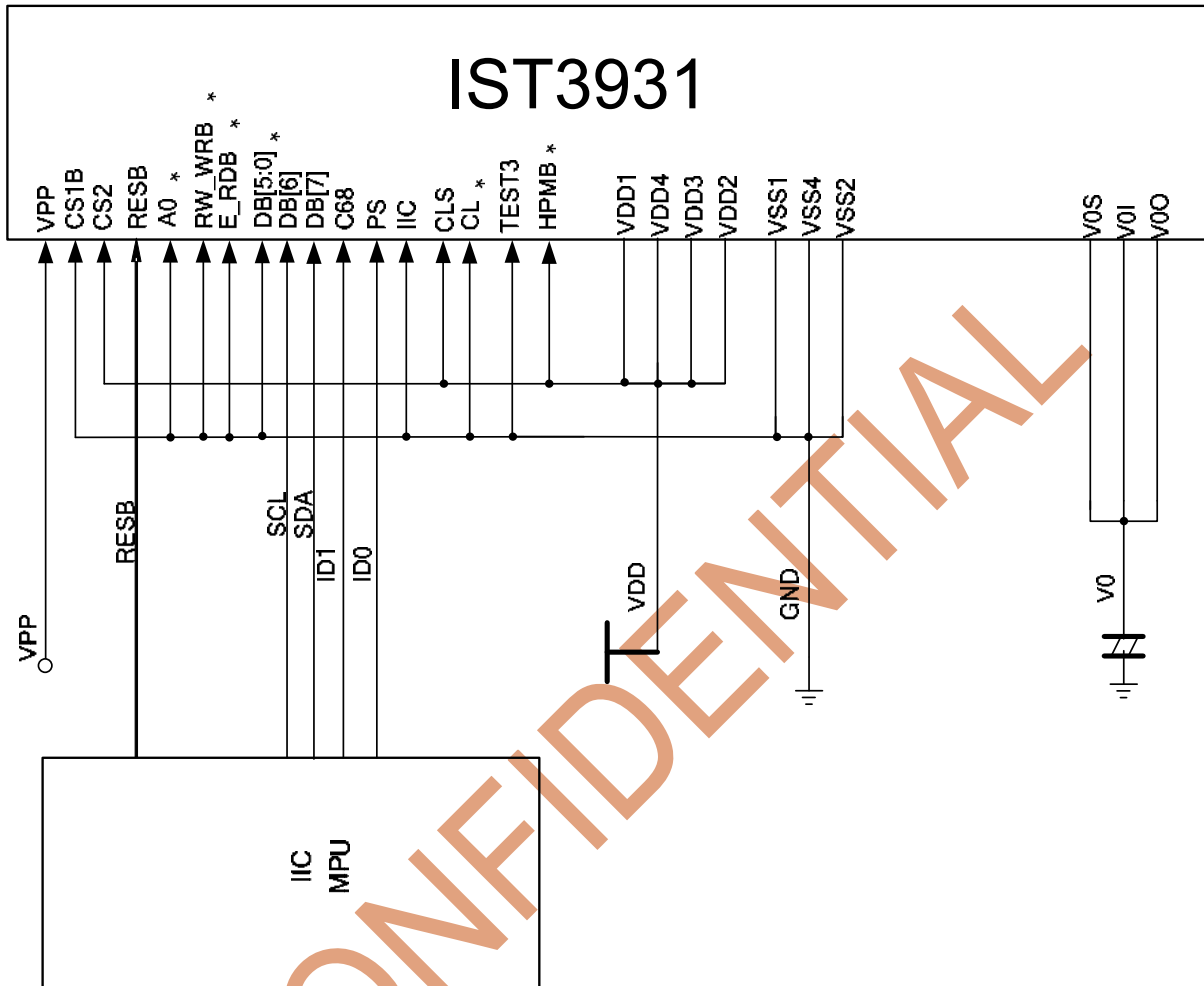 IST3931
VPP
CS1B
CS2
RESB
A0 *
RW_WRB *
E_RDB *
DB[5:0] *
DB[6]
DB[7]
C68
PS
IIC
CLS
CL *
TEST3
HPMB *
VDD1
VDD4
VDD3
VDD2
VSS1
VSS4
VSS2
V0S
V0I
V0O
RESB
SCL
SDA
ID1
ID0
VDD
GND
V0
VPP
IIC
MPU
ONFIDENTIAL